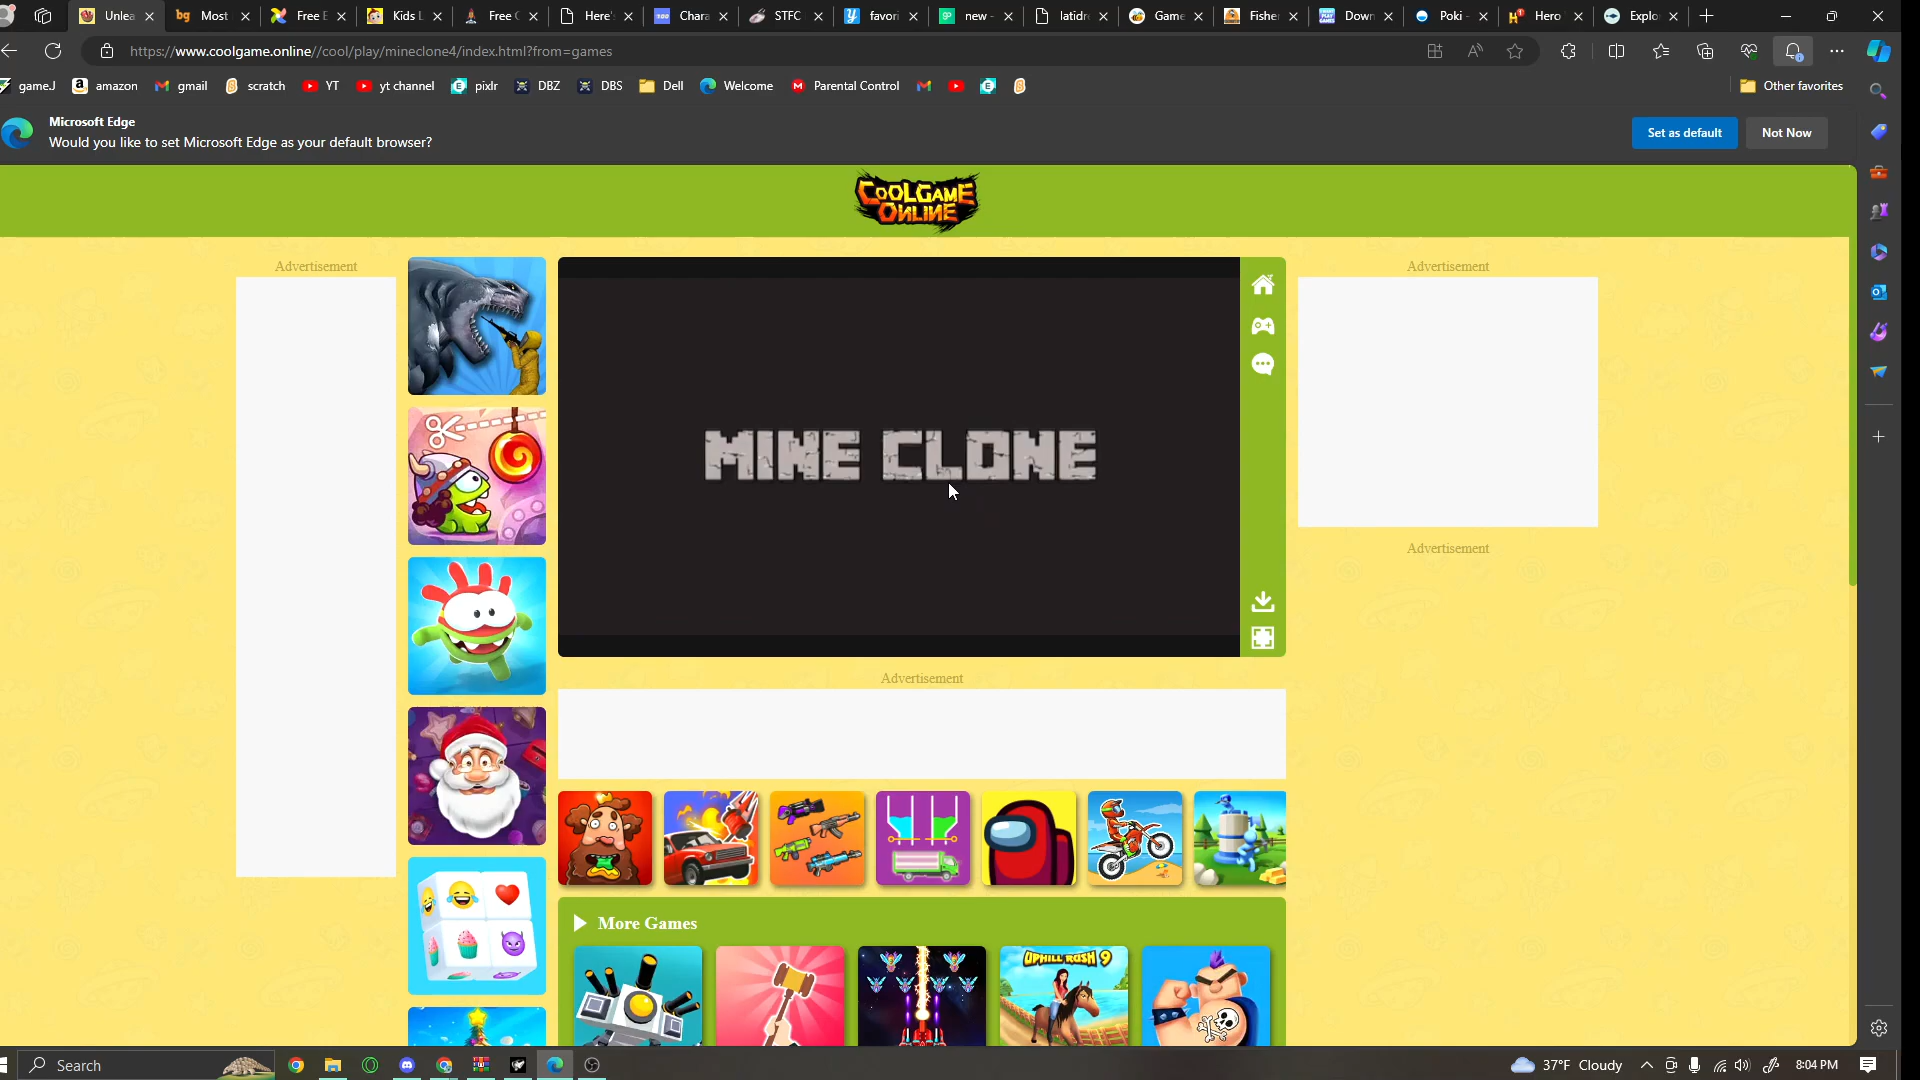 Unlea
Most
Free E
Kids L
Free C
Here's
Chara
STFC
favori
new -
latidr
Game
Fisher
Down
Poki -
Hero
Explo
https://www.coolgame.online//cool/play/mineclone4/index.html?from=games
gameJ
amazon
gmail
scratch
YT
yt channel
pixlr
DBZ
DBS
Dell
Welcome
Parental Control
Other favorites
Microsoft Edge
Would you like to set Microsoft Edge as your default browser?
Set as default
Not Now
COOLGAME
ONLINE
Advertisement
Advertisement
MINE CLONE
Advertisement
Advertisement
More Games
UPHILL RUSH 9
Search
37°F Cloudy
8:04 PM